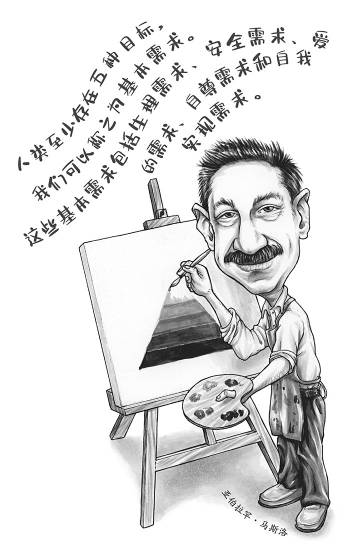 人类至少存在五种目标，
我们可以称之为基本需求。
这些基本需求包括生理需求、安全需求、爱
的需求、自尊需求和自我
实现需求。
亚伯拉罕·马斯洛